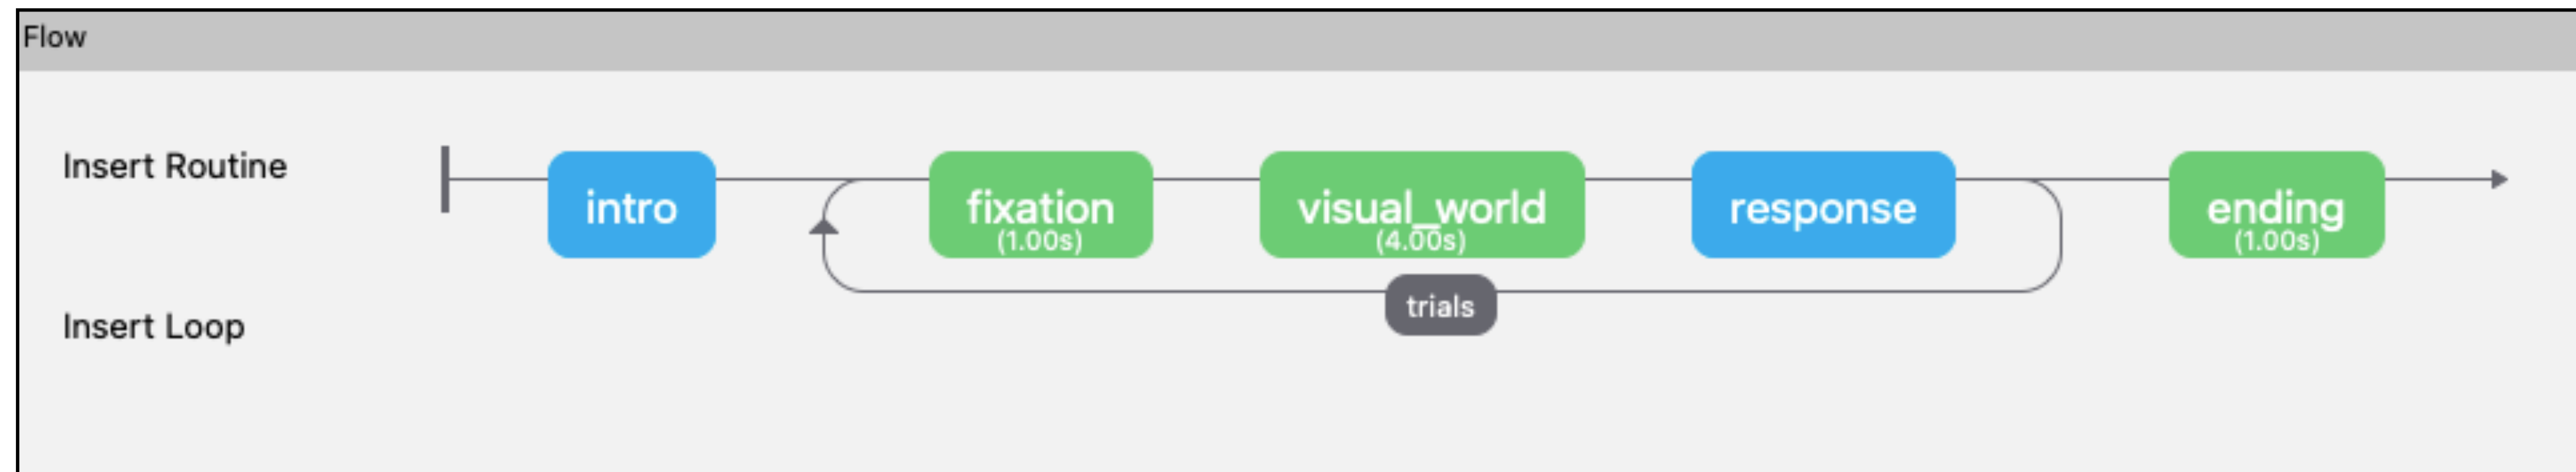 Flow
Insert Routine
intro
fixation
(1.00s)
visual_world
(4.00s)
response
ending
(1.00s)
trials
Insert Loop